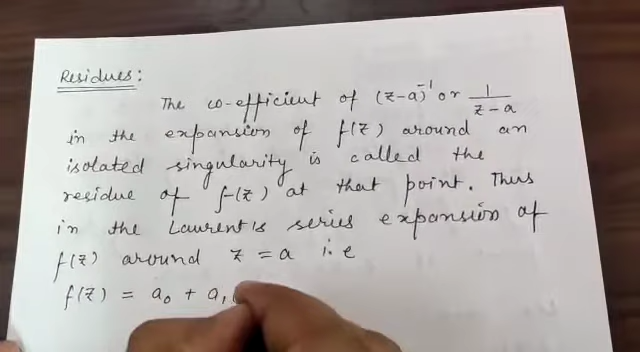 Residues:
The co-efficient of (z-a)⁻¹ or 1/(z-a)
in the expansion of f(z) around an
isolated singularity is called the
residue of f(z) at that point. Thus
in the Laurent's series expansion of
f(z) around z = a i.e
f(z) = a₀ + a₁(